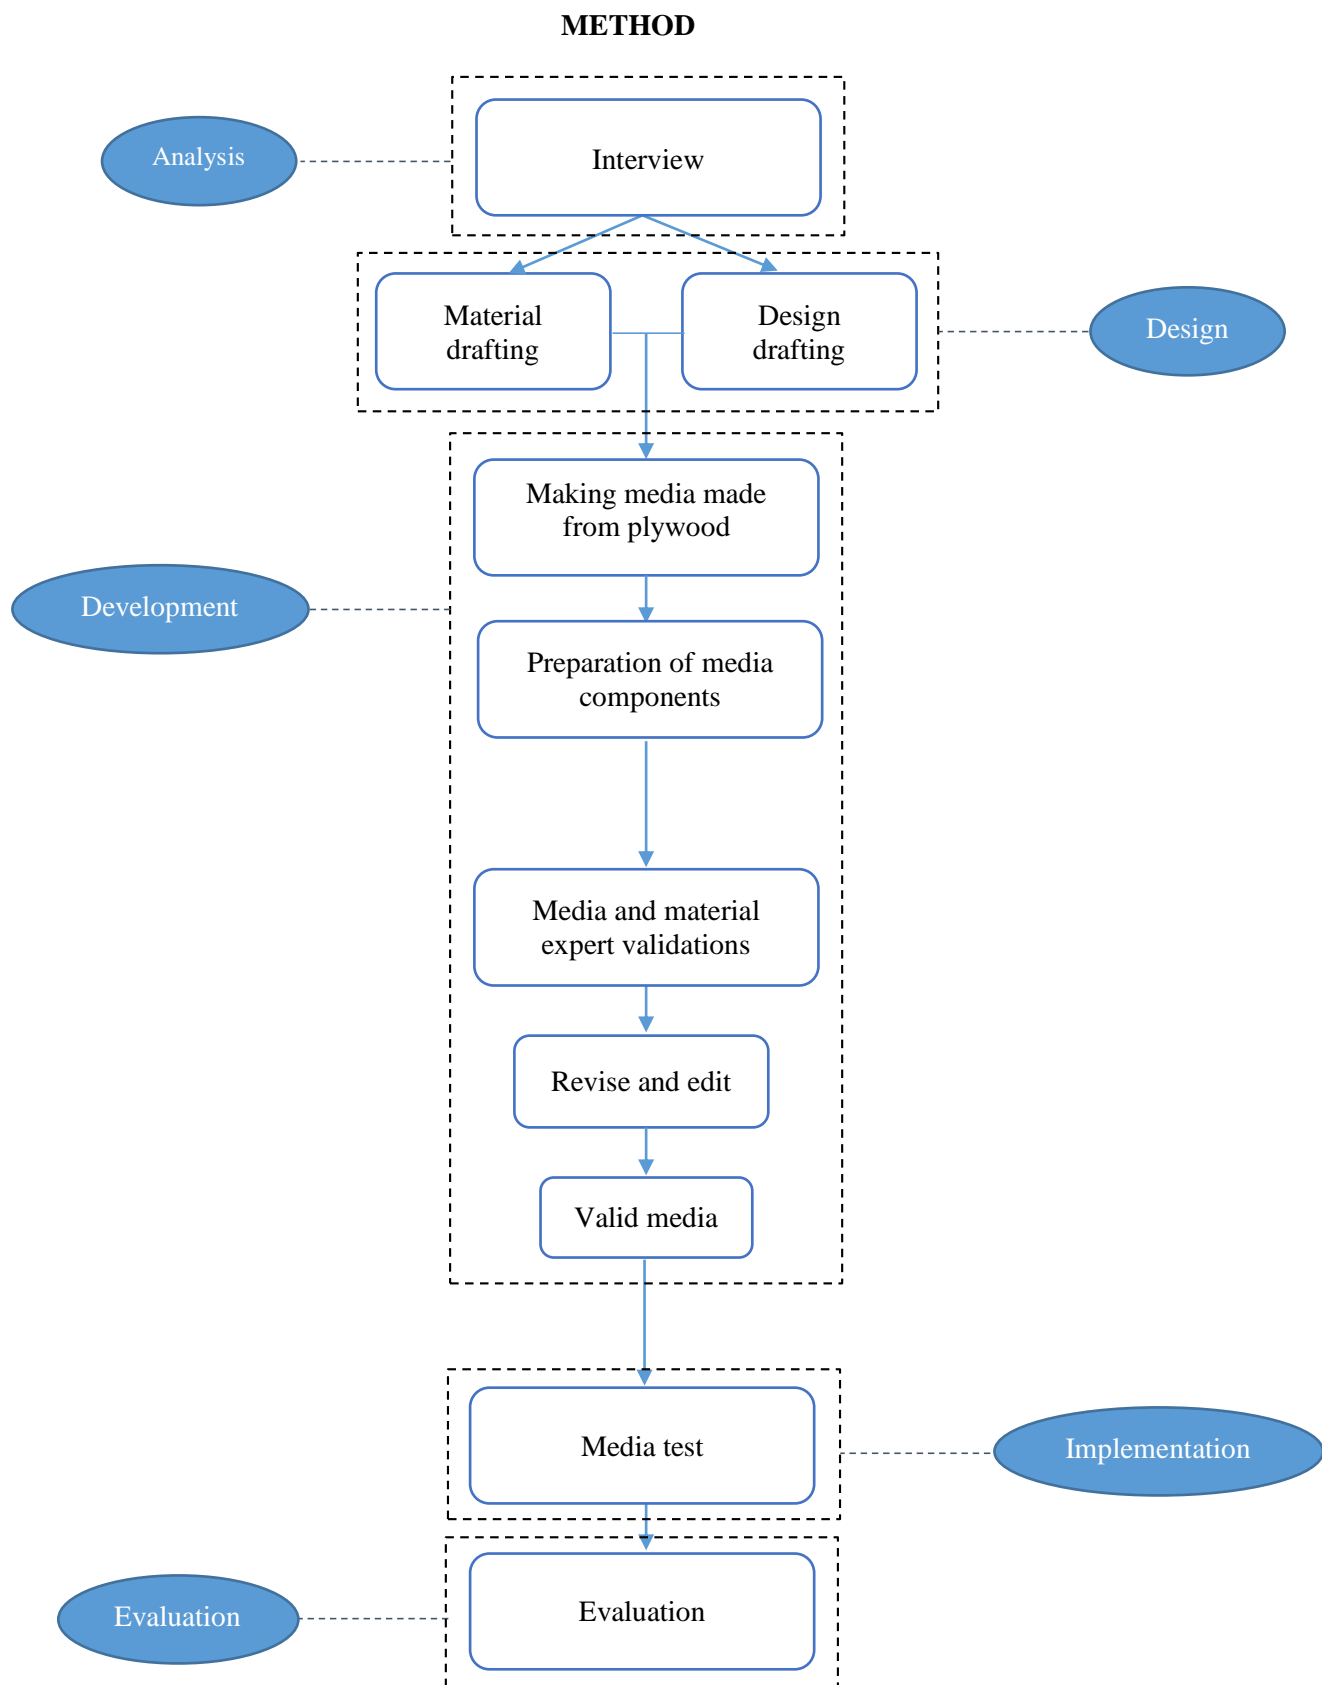 METHOD
Analysis
Interview
Material
drafting
Design
drafting
Design
Making media made
from plywood
Development
Preparation of media
components
Media and material
expert validations
Revise and edit
Valid media
Media test
Implementation
Evaluation
Evaluation